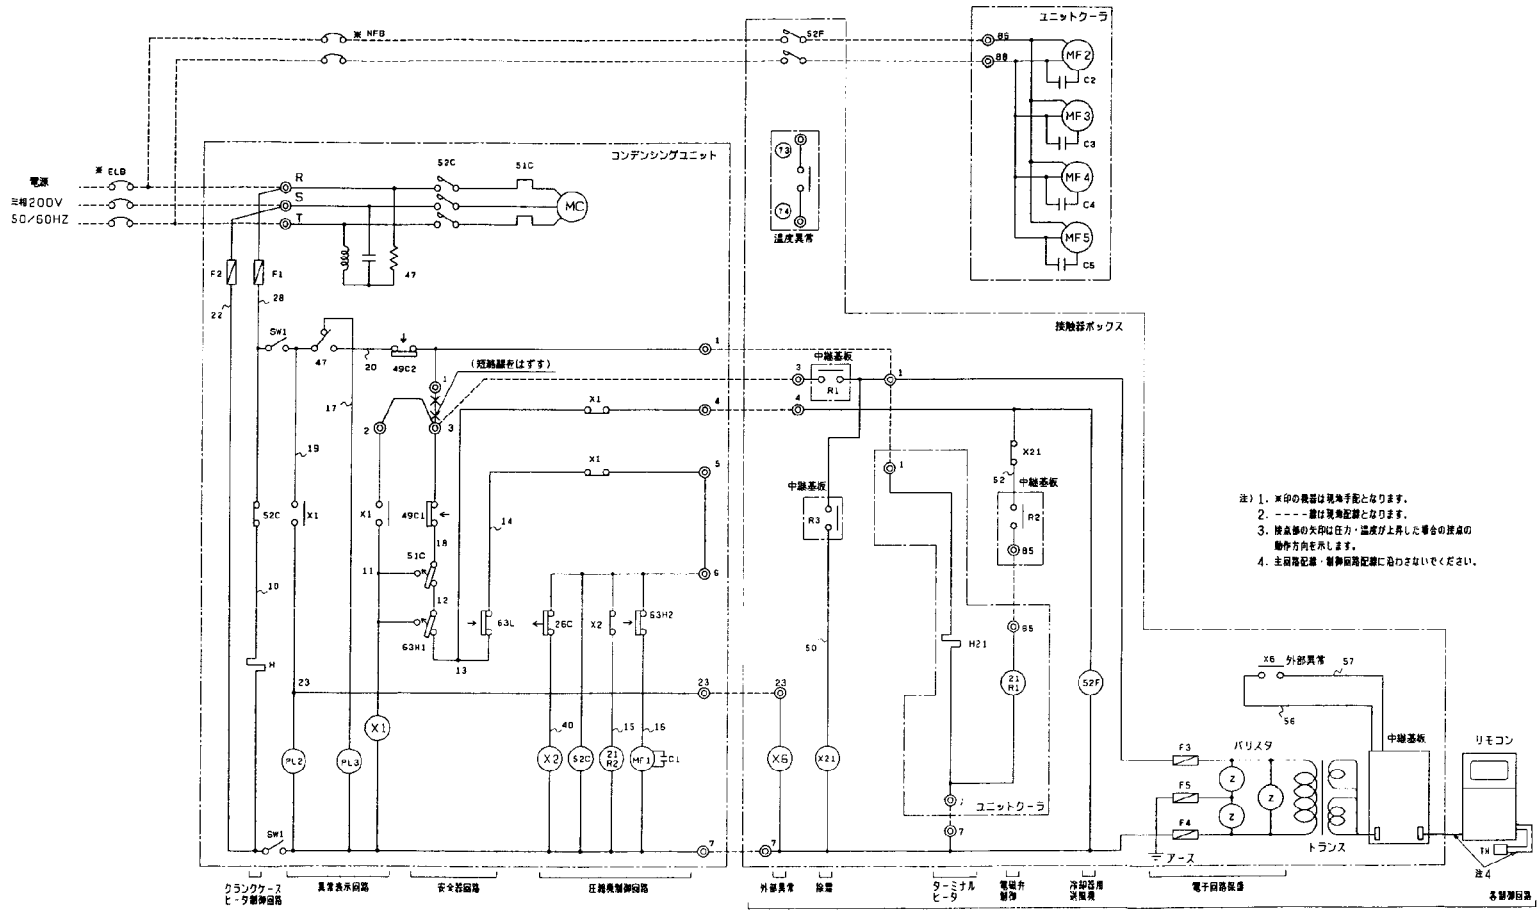 ユニットクーラ
※ NFB
52F
86
88
MF2
C2
MF3
C3
MF4
C4
MF5
C5
コンデンシングユニット
※ ELB
電源
三相200V
50/60HZ
R
S
T
52C
51C
MC
73
74
温度異常
F2
F1
47
28
22
SW1
47
20
49C2
1
(短絡線をはずす)
接触器ボックス
中継基板
3
R1
1
1
17
2
3
X1
4
4
19
X1
5
1
X21
52
中継基板
中継基板
R3
R2
85
52C
X1
X1
49C1
14
18
51C
11
12
6
10
63H1
63L
26C
X2
63H2
13
50
H21
65
H
23
23
23
21
R1
52F
X1
40
15
16
PL2
PL3
X2
52C
21
R2
MF1
C1
X6
X21
7
ユニットクーラ
7
SW1
7
7
注) 1. ※印の機器は現地手配となります。
2. ----線は現地配線となります。
3. 接点部の矢印は圧力・温度が上昇した場合の接点の
動作方向を示します。
4. 主回路配線・制御回路配線に沿わさないでください。
X6 外部異常
57
56
中継基板
リモコン
F3
バリスタ
F5
Z
Z
Z
F4
アース
トランス
TH
注4
クランクケース
ヒータ制御回路
異常表示回路
安全器回路
圧縮機制御回路
外部異常
除霜
ターミナル
ヒータ
電磁弁
制御
冷却器用
送風機
電子回路基盤
各制御回路